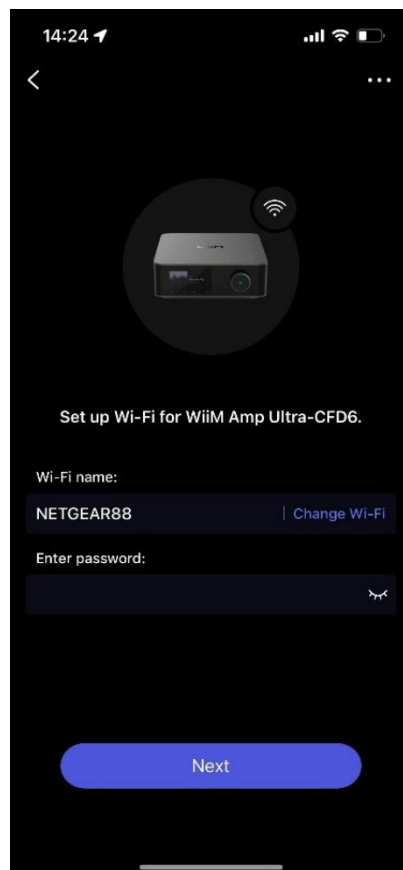 14:24
Set up Wi-Fi for WiiM Amp Ultra-CFD6.
Wi-Fi name:
NETGEAR88 | Change Wi-Fi
Enter password:
Next